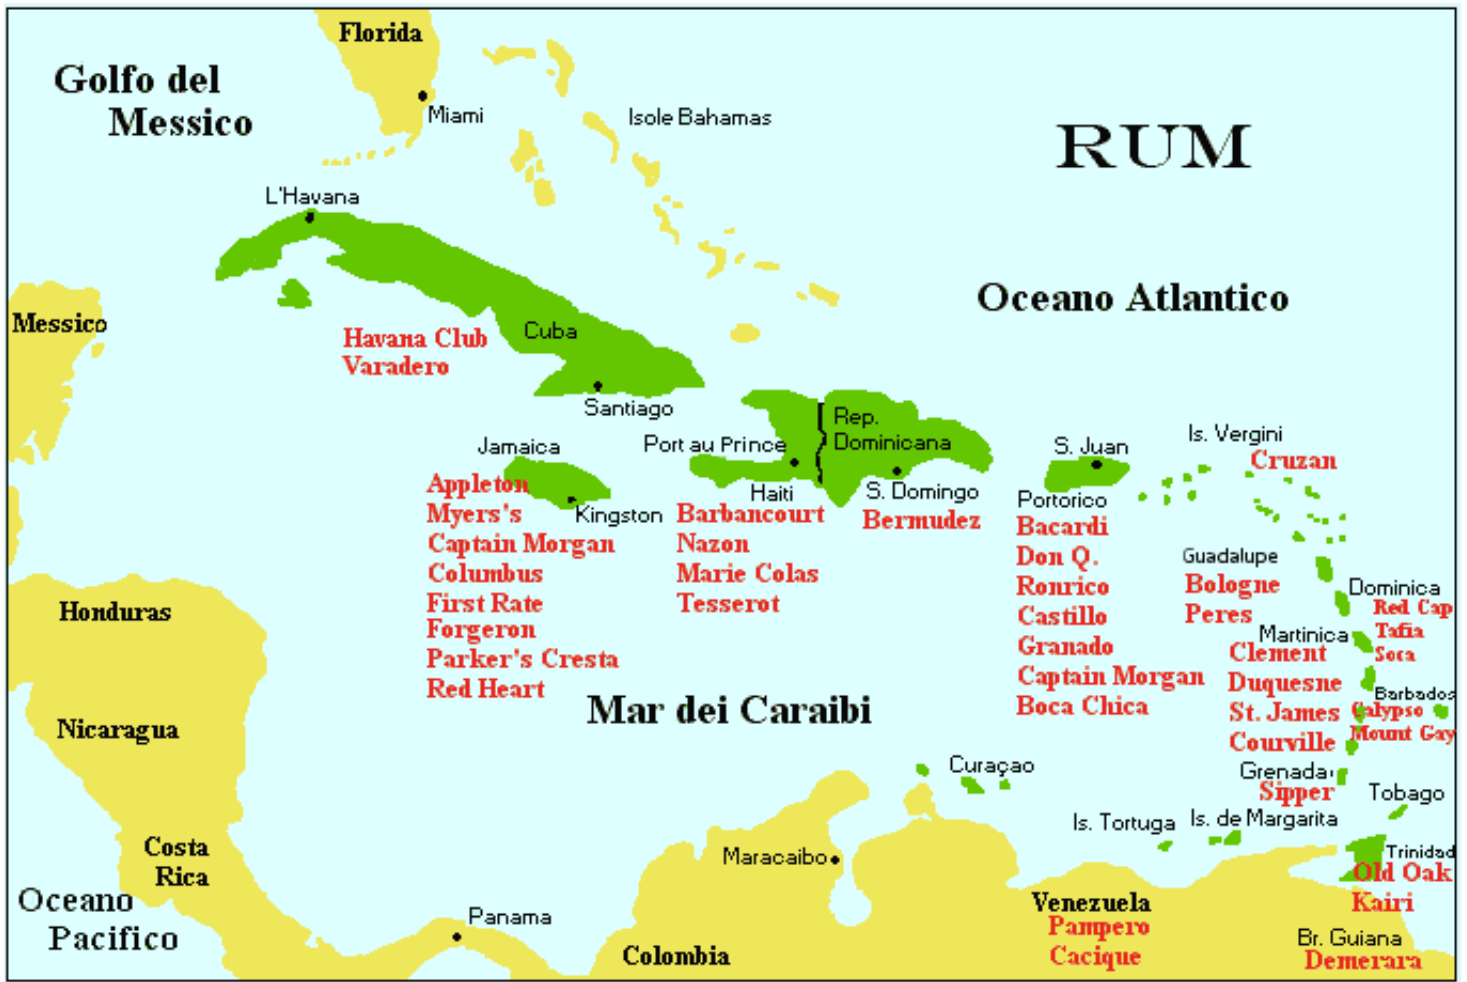 Florida
Golfo del
Messico
Miami
Isole Bahamas
RUM
L'Havana
Oceano Atlantico
Messico
Cuba
Havana Club
Varadero
Santiago
Rep.
Dominicana
Port au Prince
Haiti
S. Domingo
Jamaica
Kingston
Appleton
Myers's
Captain Morgan
Columbus
First Rate
Forgeron
Parker's Cresta
Red Heart
Barbancourt
Nazon
Marie Colas
Tesserot
Bermudez
S. Juan
Portorico
Bacardi
Don Q.
Ronrico
Castillo
Granado
Captain Morgan
Boca Chica
Is. Vergini
Cruzan
Guadalupe
Bologne
Peres
Dominica
Red Cap
Tafia
Soca
Martinica
Clement
Duquesne
St. James
Courville
Barbados
Calypso
Mount Gay
Grenada
Sipper
Tobago
Honduras
Nicaragua
Mar dei Caraibi
Curaçao
Is. Tortuga
Is. de Margarita
Trinidad
Old Oak
Kairi
Costa
Rica
Maracaibo
Oceano
Pacifico
Panama
Colombia
Venezuela
Pampero
Cacique
Br. Guiana
Demerara